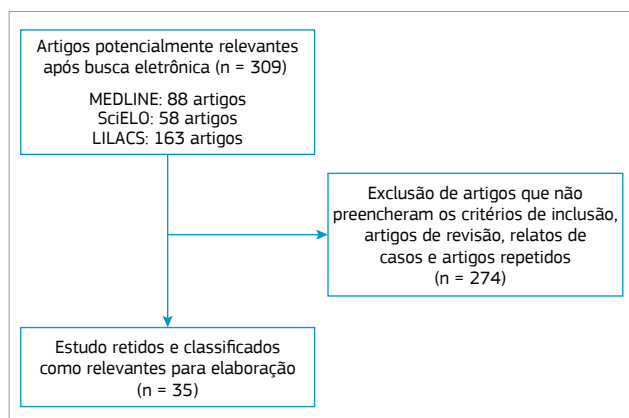 Artigos potencialmente relevantes
após busca eletrônica (n = 309)
MEDLINE: 88 artigos
SciELO: 58 artigos
LILACS: 163 artigos
Exclusão de artigos que não
preencheram os critérios de inclusão,
artigos de revisão, relatos de
casos e artigos repetidos
(n = 274)
Estudo retidos e classificados
como relevantes para elaboração
(n = 35)